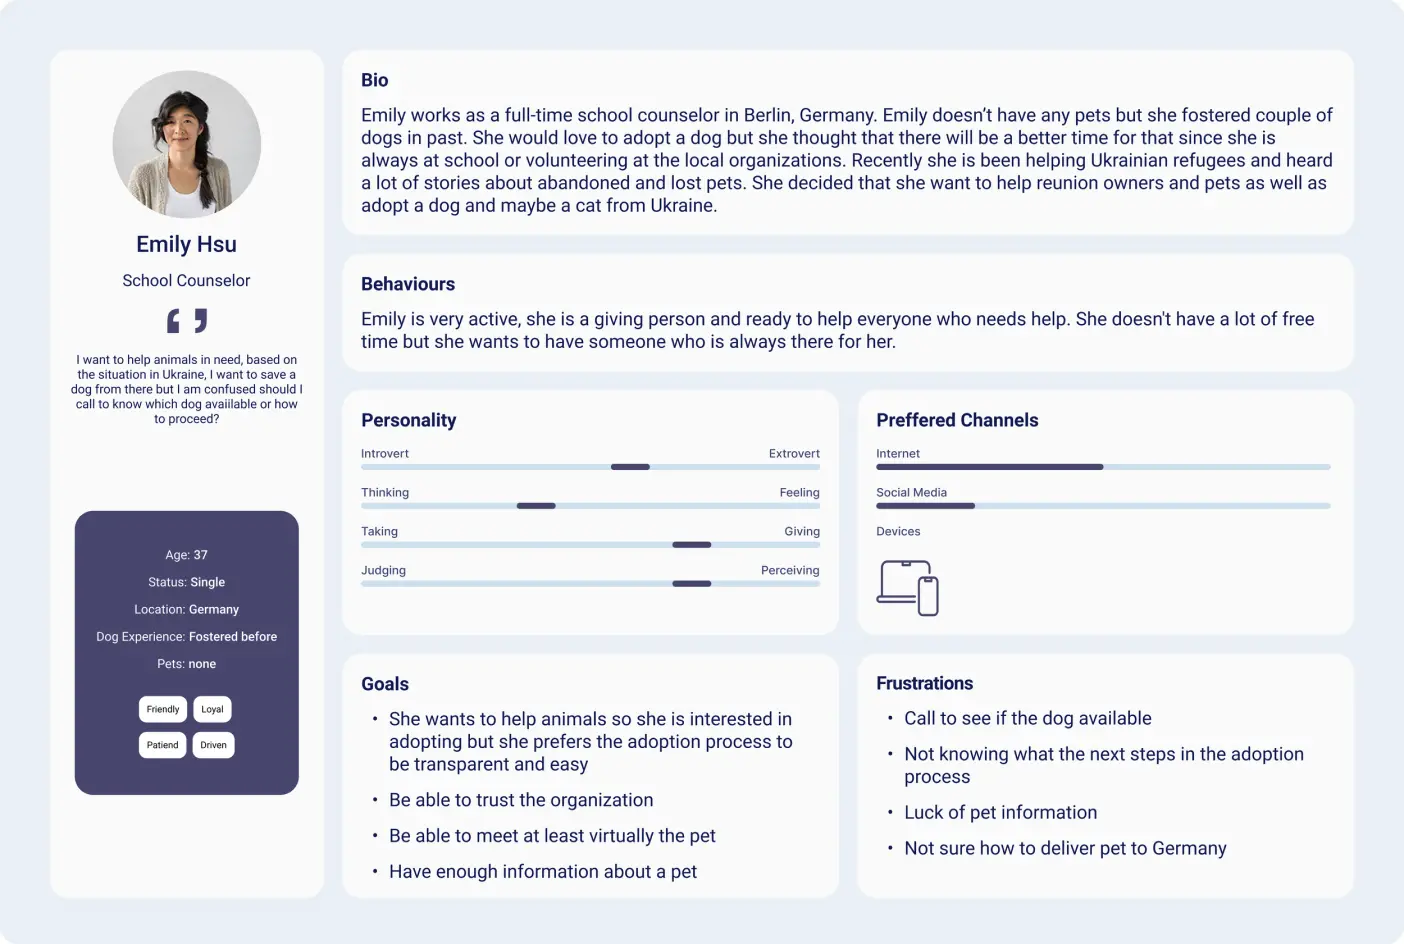 Emily Hsu
School Counselor
I want to help animals in need, based on
the situation in Ukraine, I want to save a
dog from there but I am confused should I
call to know which dog avaiilable or how
to proceed?
Age: 37
Status: Single
Location: Germany
Dog Experience: Fostered before
Pets: none
Friendly
Loyal
Patiend
Driven
Bio
Emily works as a full-time school counselor in Berlin, Germany. Emily doesn’t have any pets but she fostered couple of
dogs in past. She would love to adopt a dog but she thought that there will be a better time for that since she is
always at school or volunteering at the local organizations. Recently she is been helping Ukrainian refugees and heard
a lot of stories about abandoned and lost pets. She decided that she want to help reunion owners and pets as well as
adopt a dog and maybe a cat from Ukraine.
Behaviours
Emily is very active, she is a giving person and ready to help everyone who needs help. She doesn't have a lot of free
time but she wants to have someone who is always there for her.
Personality
Introvert Extrovert
Thinking Feeling
Taking Giving
Judging Perceiving
Preffered Channels
Internet
Social Media
Devices
Goals
• She wants to help animals so she is interested in
adopting but she prefers the adoption process to
be transparent and easy
• Be able to trust the organization
• Be able to meet at least virtually the pet
• Have enough information about a pet
Frustrations
• Call to see if the dog available
• Not knowing what the next steps in the adoption
process
• Luck of pet information
• Not sure how to deliver pet to Germany